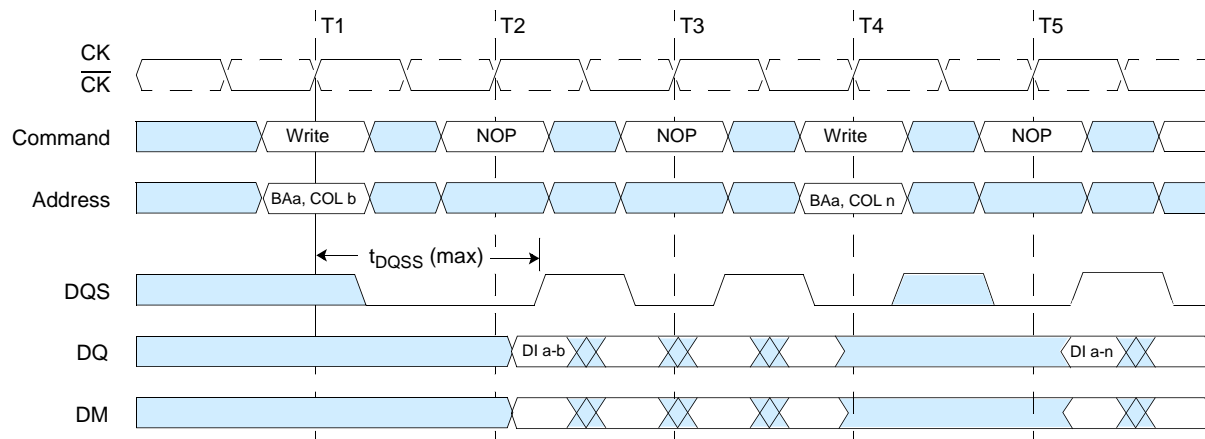 T1 T2 T3 T4 T5
CK
CK
Command Write NOP NOP Write NOP
Address BAa, COL b BAa, COL n
tDQSS (max)
DQS
DQ DI a-b DI a-n
DM